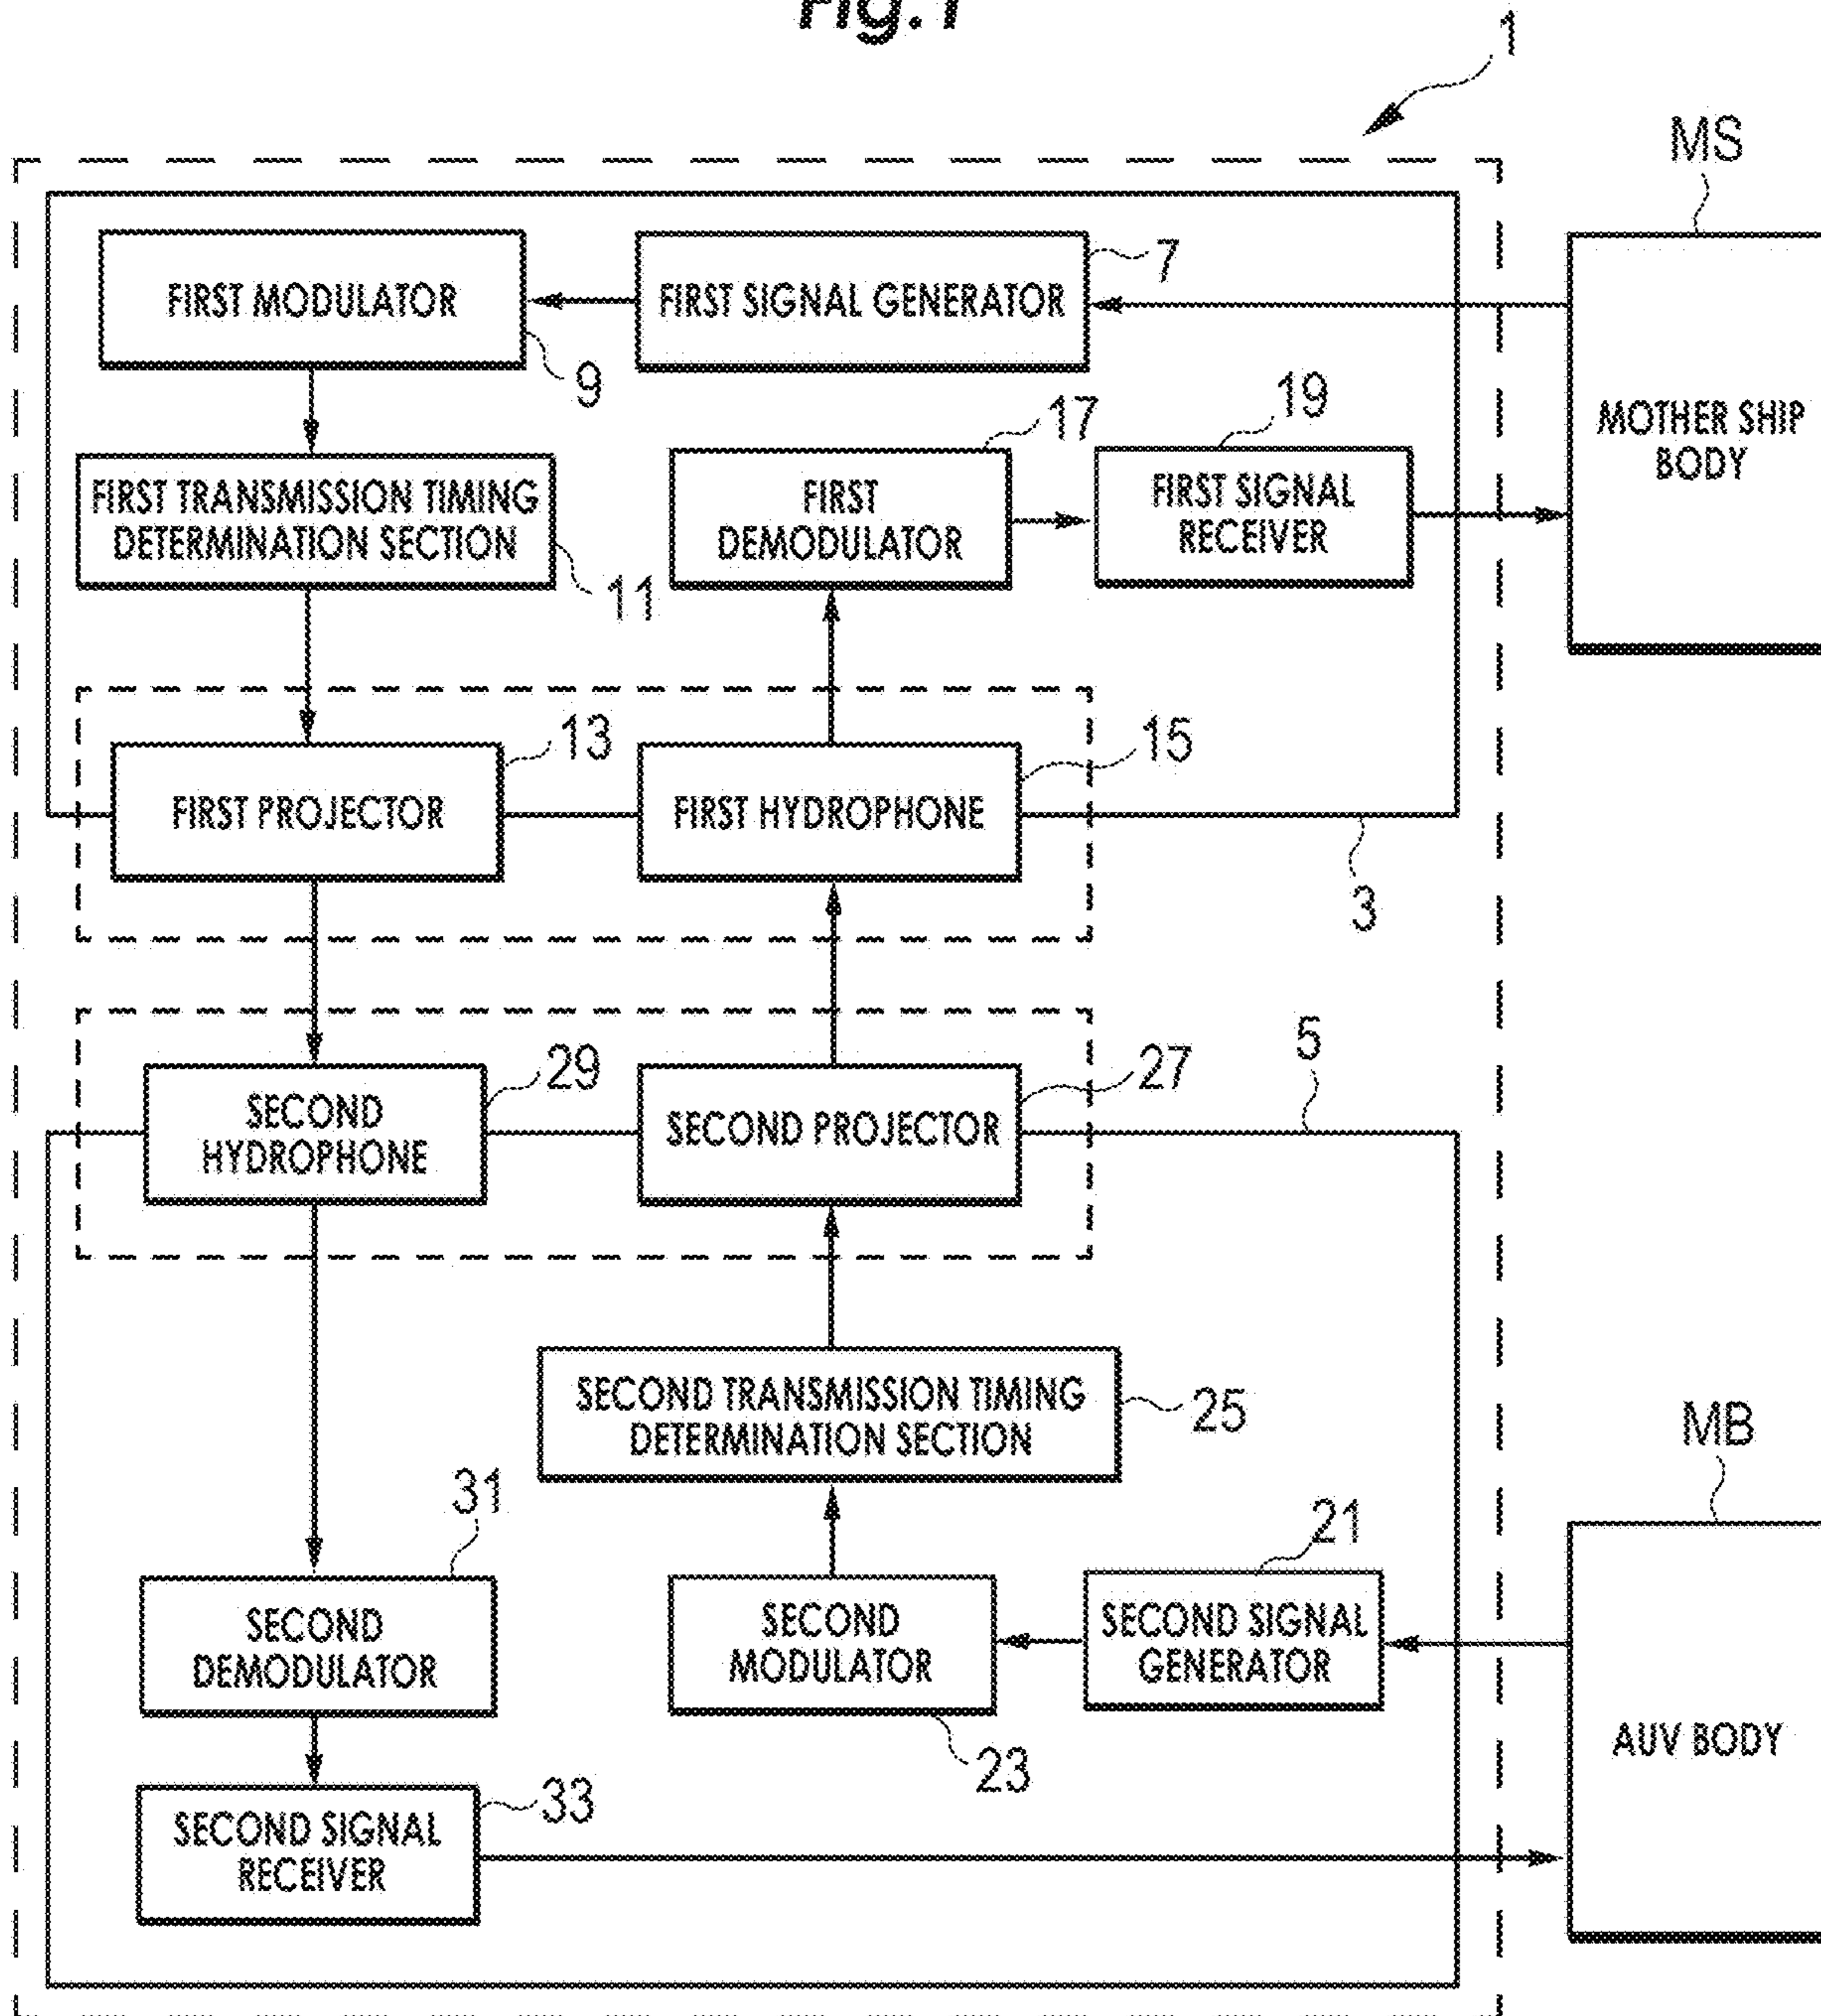 Fig.1
1
MS
FIRST MODULATOR
FIRST SIGNAL GENERATOR
7
9
MOTHER SHIP
BODY
17
19
FIRST TRANSMISSION TIMING
DETERMINATION SECTION
11
FIRST
DEMODULATOR
FIRST SIGNAL
RECEIVER
13
15
FIRST PROJECTOR
FIRST HYDROPHONE
3
29
27
5
SECOND
HYDROPHONE
SECOND PROJECTOR
SECOND TRANSMISSION TIMING
DETERMINATION SECTION
25
MB
31
21
SECOND
DEMODULATOR
SECOND
MODULATOR
SECOND SIGNAL
GENERATOR
23
AUV BODY
33
SECOND SIGNAL
RECEIVER